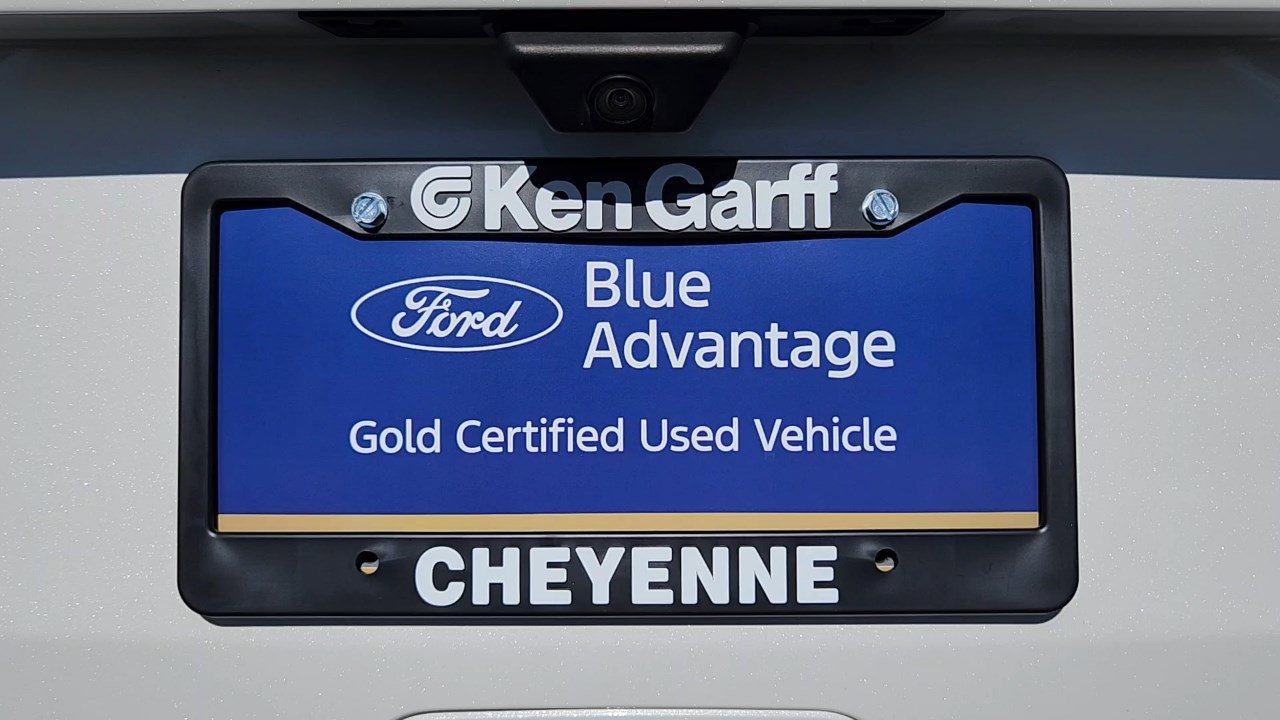 Ken Garff
Ford
Blue
Advantage
Gold Certified Used Vehicle
CHEYENNE